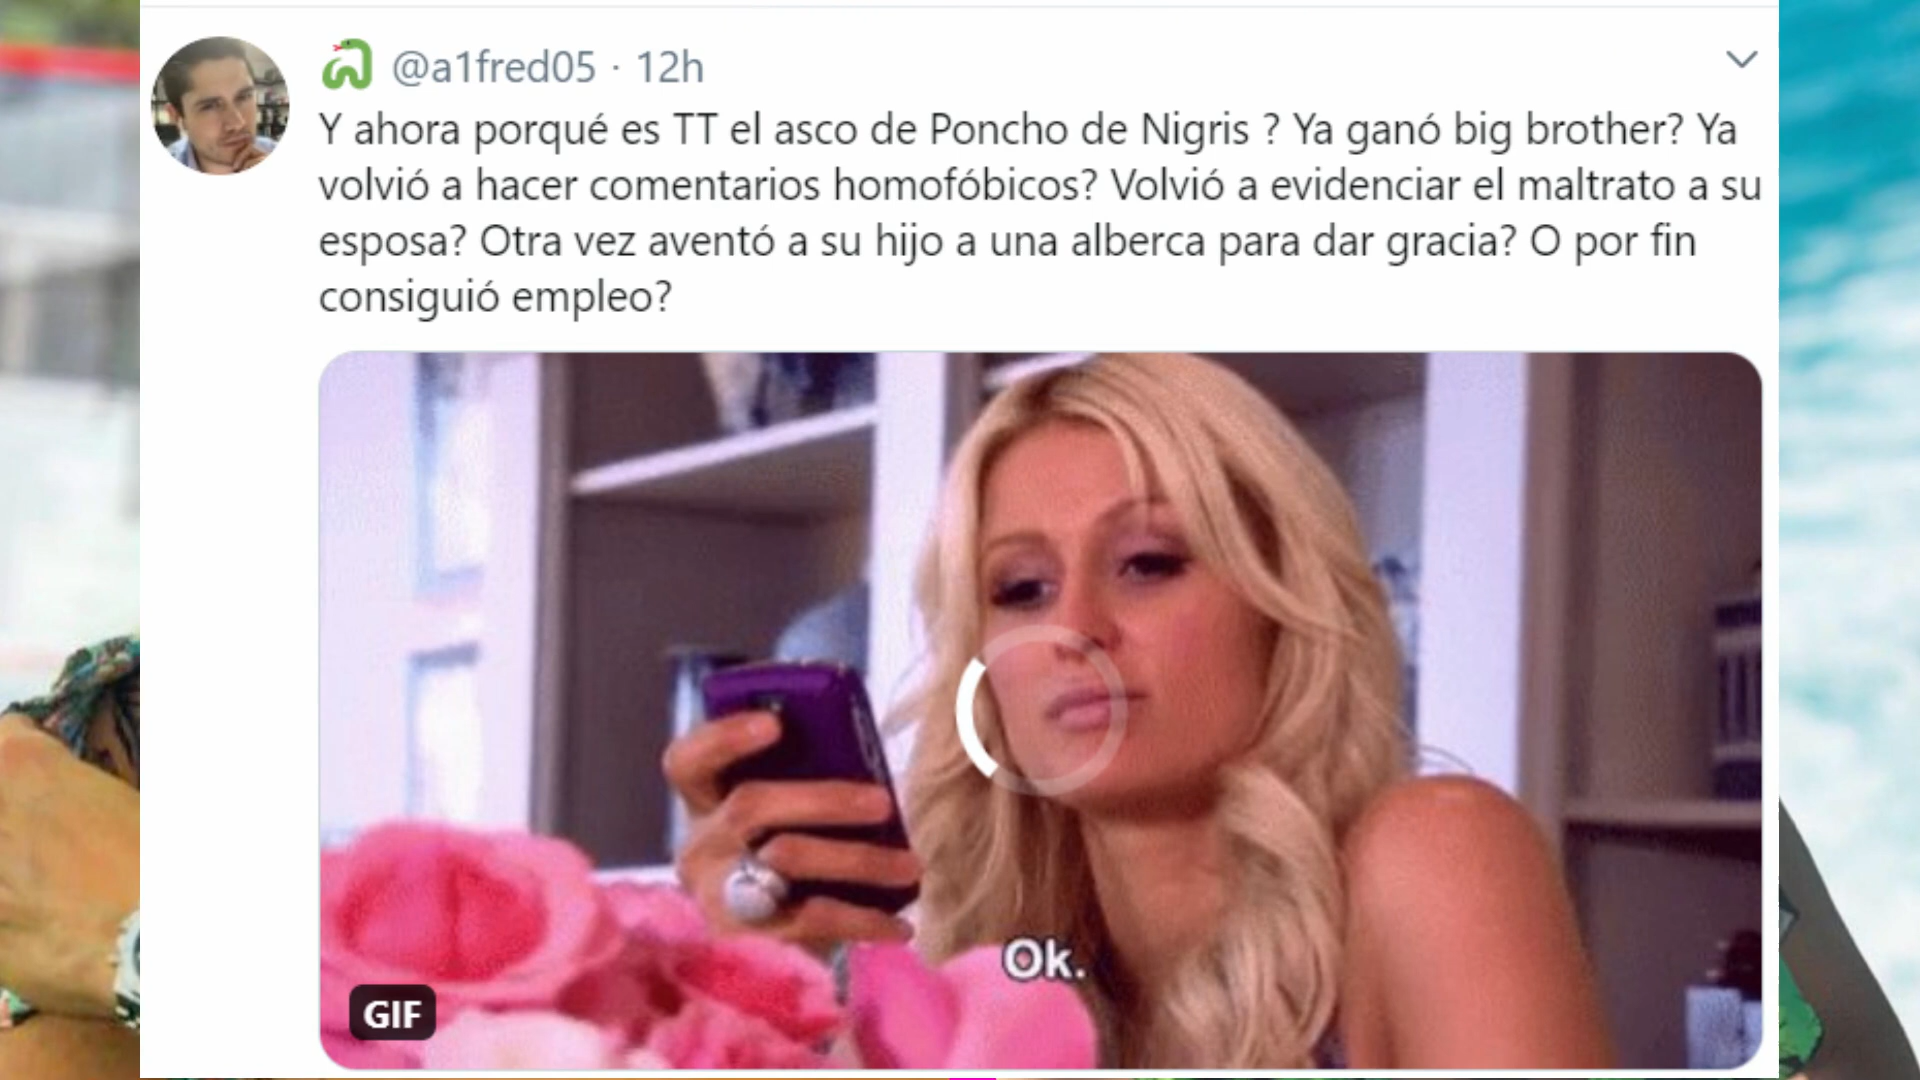 @a1fred05 · 12h
Y ahora porqué es TT el asco de Poncho de Nigris ? Ya ganó big brother? Ya
volvió a hacer comentarios homofóbicos? Volvió a evidenciar el maltrato a su
esposa? Otra vez aventó a su hijo a una alberca para dar gracia? O por fin
consiguió empleo?
Ok.
GIF